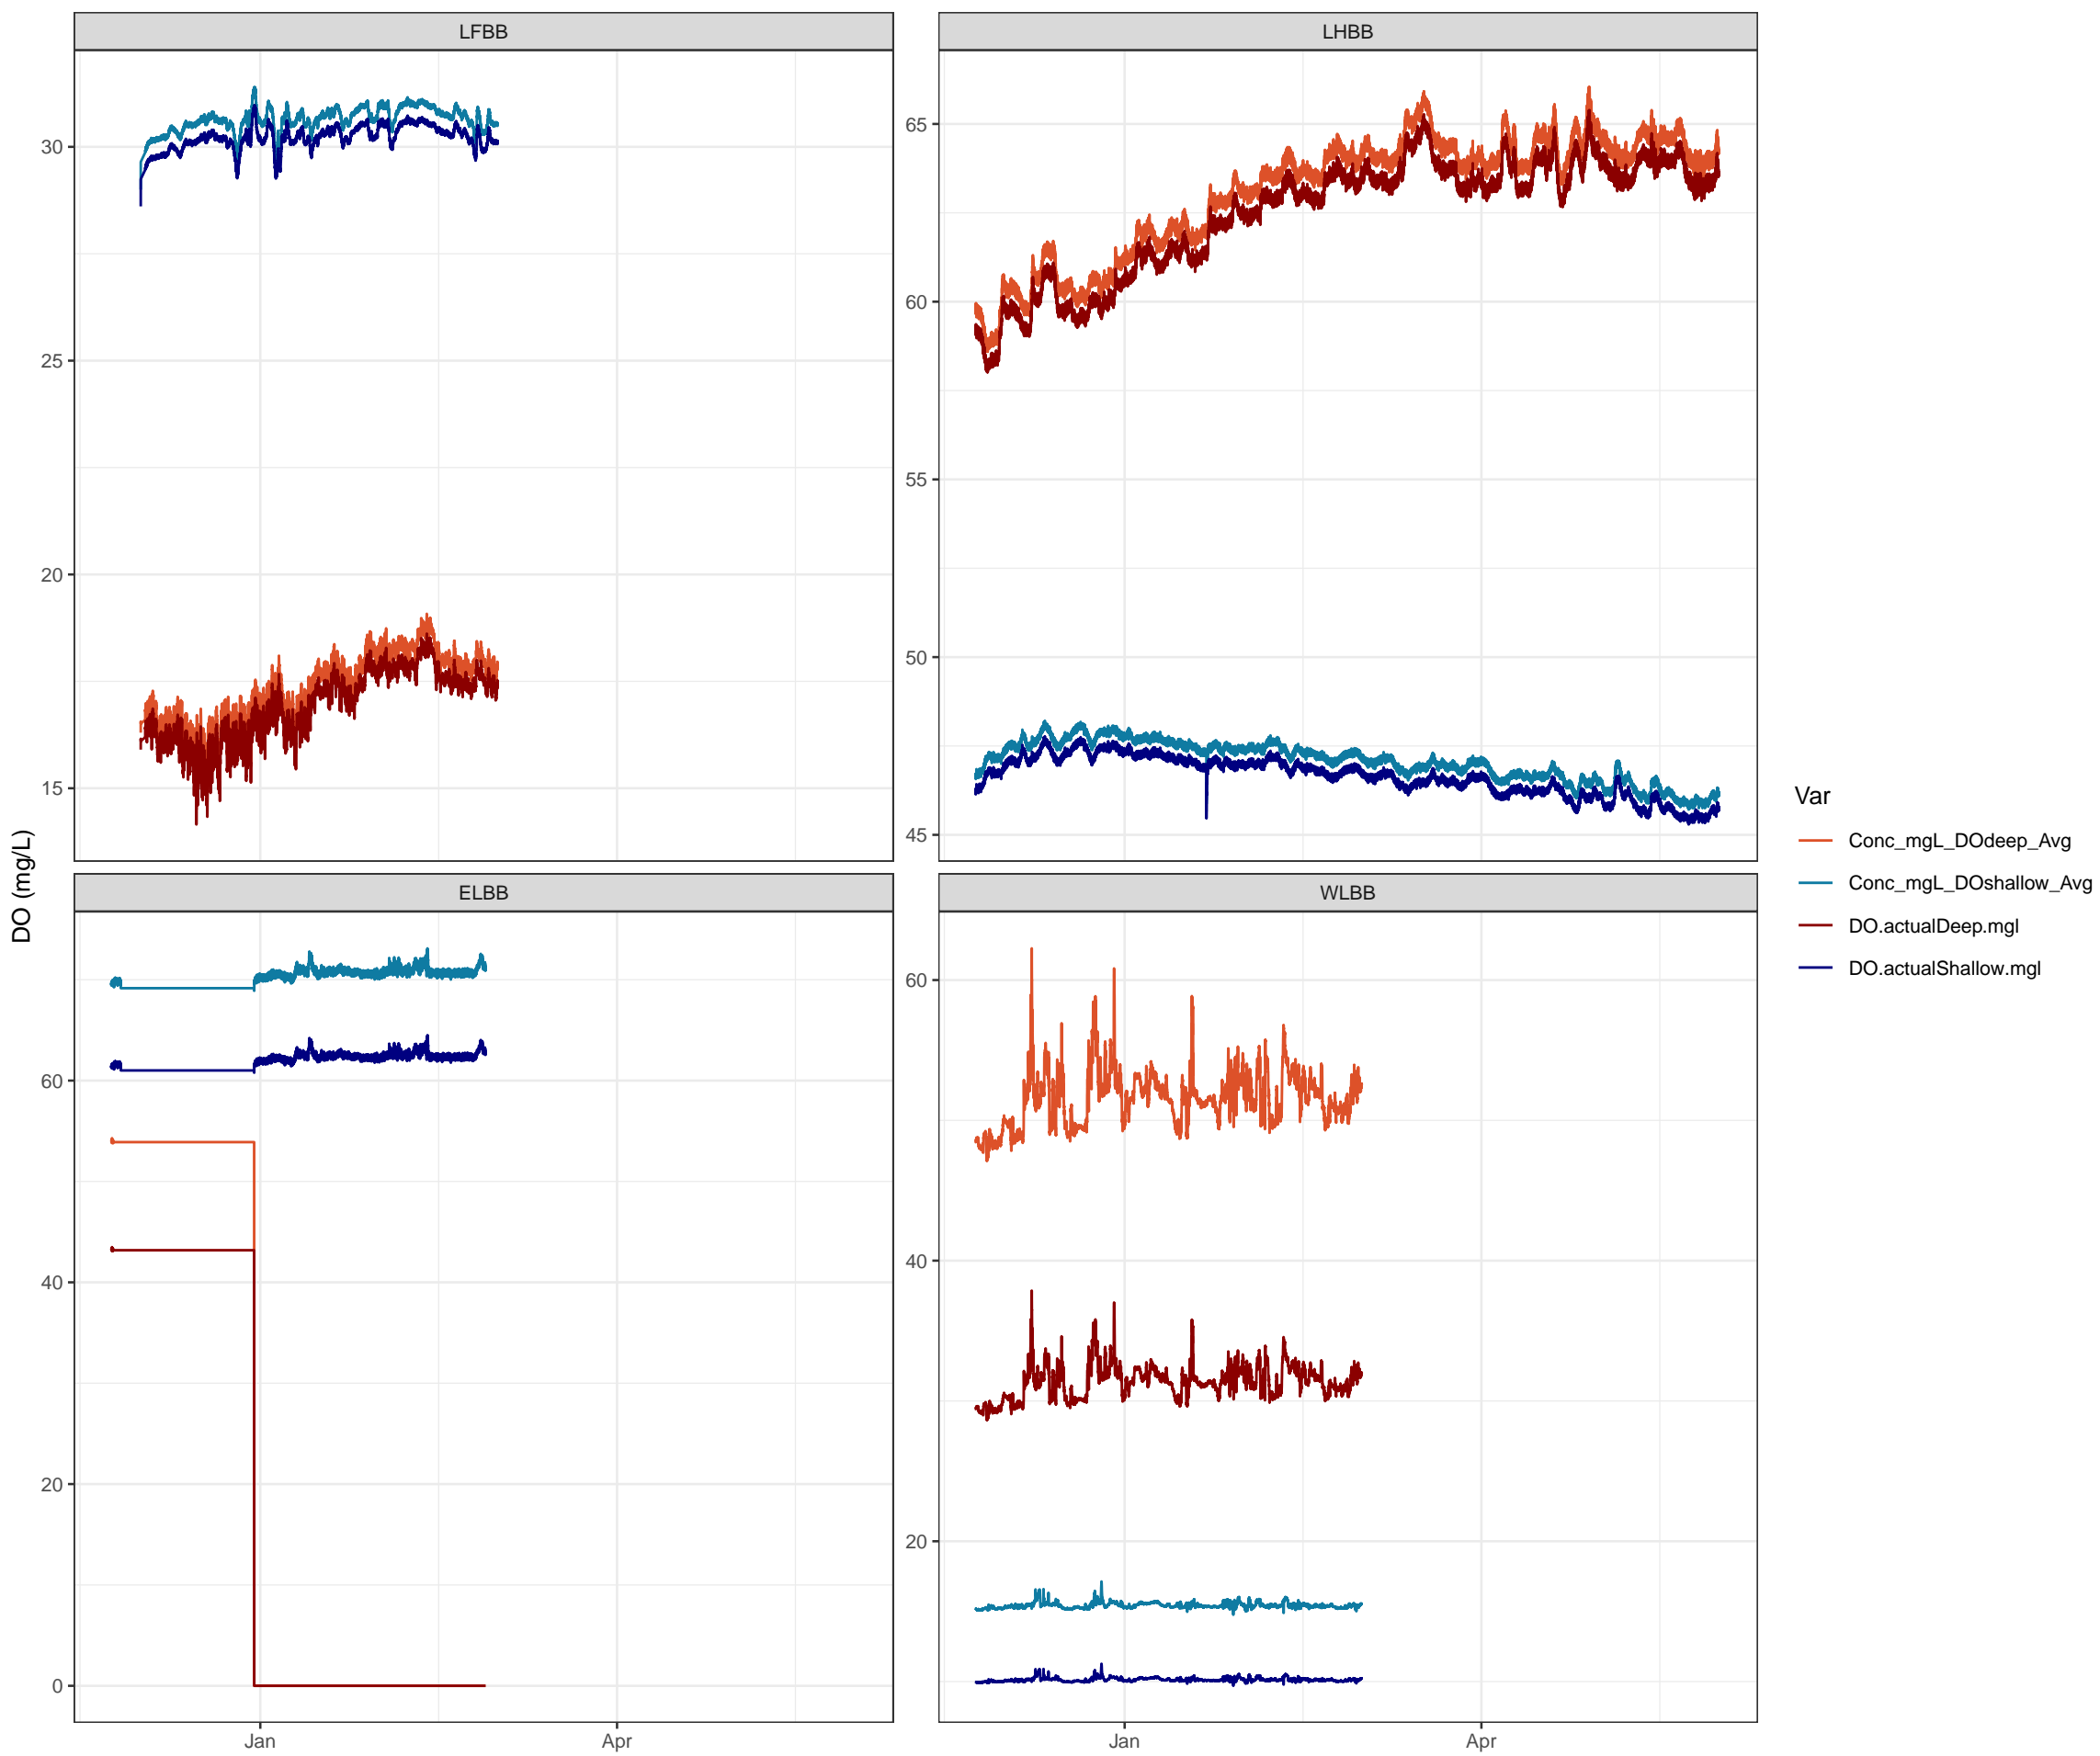 LFBB
LHBB
30
25
20
15
65
60
55
50
45
ELBB
WLBB
60
40
20
0
60
40
20
Jan
Apr
Jan
Apr
DO (mg/L)
Var
Conc_mgL_DOdeep_Avg
Conc_mgL_DOshallow_Avg
DO.actualDeep.mgl
DO.actualShallow.mgl